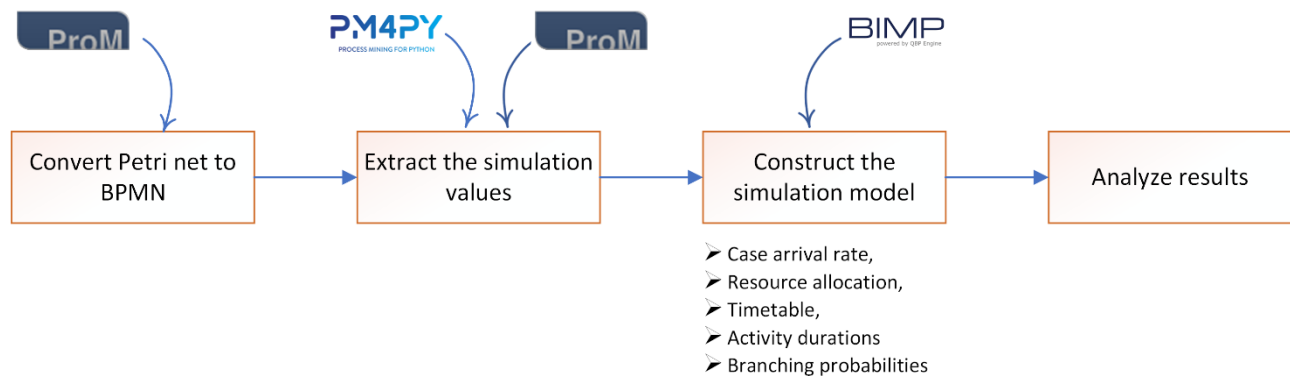 ProM
PM4PY
PROCESS MINING FOR PYTHON
ProM
BIMP
powered by QBP Engine
Convert Petri net to
BPMN
Extract the simulation
values
Construct the
simulation model
Analyze results
➢ Case arrival rate,
➢ Resource allocation,
➢ Timetable,
➢ Activity durations
➢ Branching probabilities